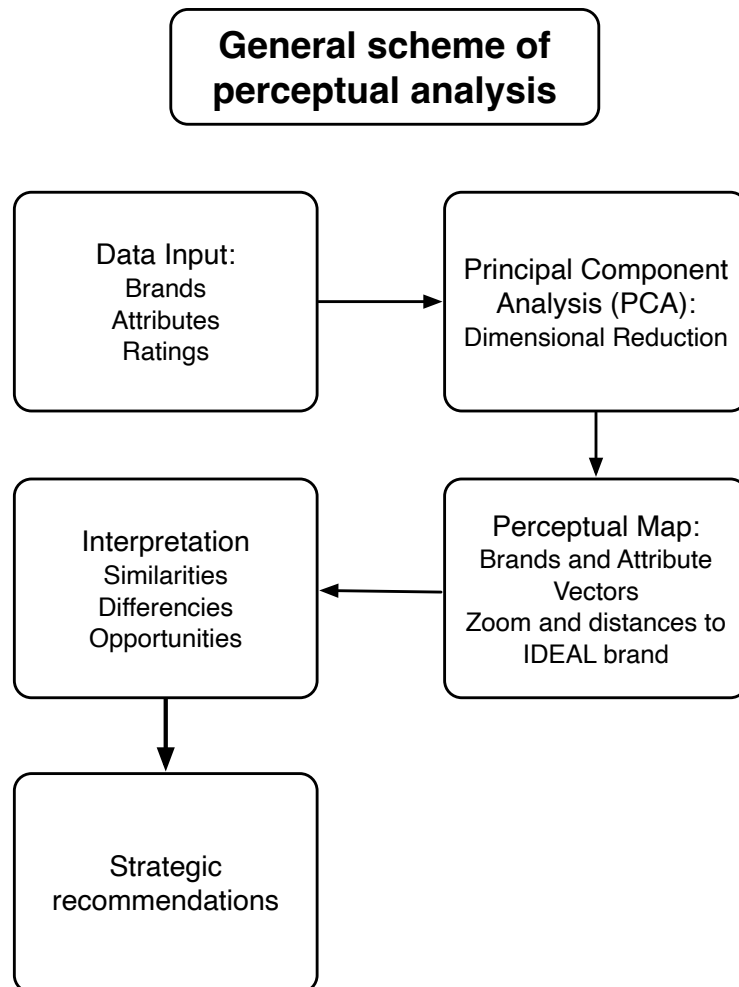 General scheme of
perceptual analysis
Data Input:
Brands
Attributes
Ratings
Principal Component
Analysis (PCA):
Dimensional Reduction
Perceptual Map:
Brands and Attribute
Vectors
Zoom and distances to
IDEAL brand
Interpretation
Similarities
Differencies
Opportunities
Strategic
recommendations